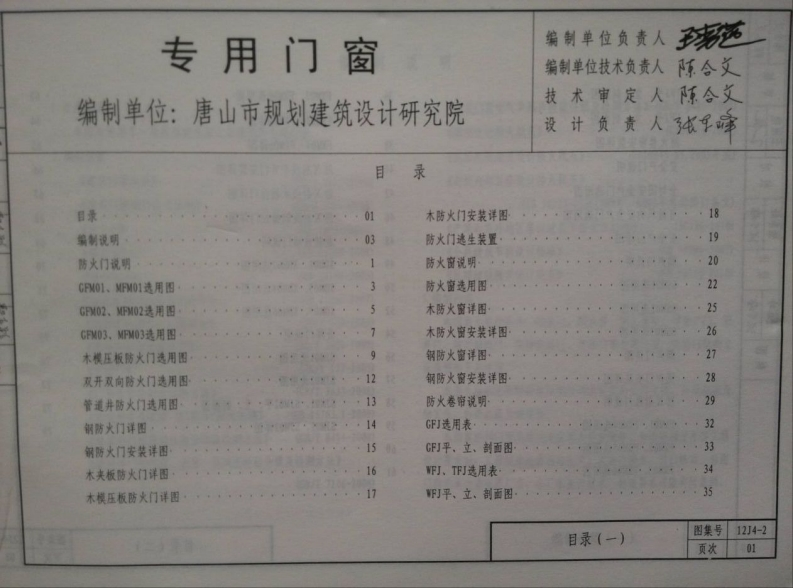 专用门窗
编制单位：唐山市规划建筑设计研究院
编制单位负责人
编制单位技术负责人 陈合文
技术审定人 陈合文
设计负责人
目录
目录 01
编制说明 03
防火门说明 1
GFM01、MFM01选用图 3
GFM02、MFM02选用图 5
GFM03、MFM03选用图 7
木模压板防火门选用图 9
双开双向防火门选用图 12
管道井防火门选用图 13
钢防火门详图 14
钢防火门安装详图 15
木夹板防火门详图 16
木模压板防火门详图 17
木防火门安装详图 18
防火门逃生装置 19
防火窗说明 20
防火窗选用图 22
木防火窗详图 25
木防火窗安装详图 26
钢防火窗详图 27
钢防火窗安装详图 28
防火卷帘说明 29
GFJ选用表 32
GFJ平、立、剖面图 33
WFJ、TFJ选用表 34
WFJ平、立、剖面图 35
目录(一)
图集号 12J4-2
页次 01